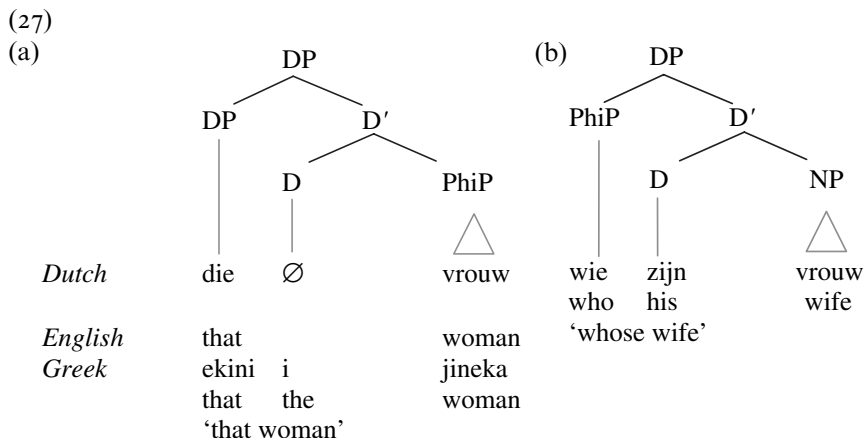 (27)
(a) DP (b) DP
DP D′ PhiP D′
D PhiP D NP
Dutch die ∅ vrouw wie zijn vrouw
who his wife
English that woman ‘whose wife’
Greek ekini i jineka
that the woman
‘that woman’